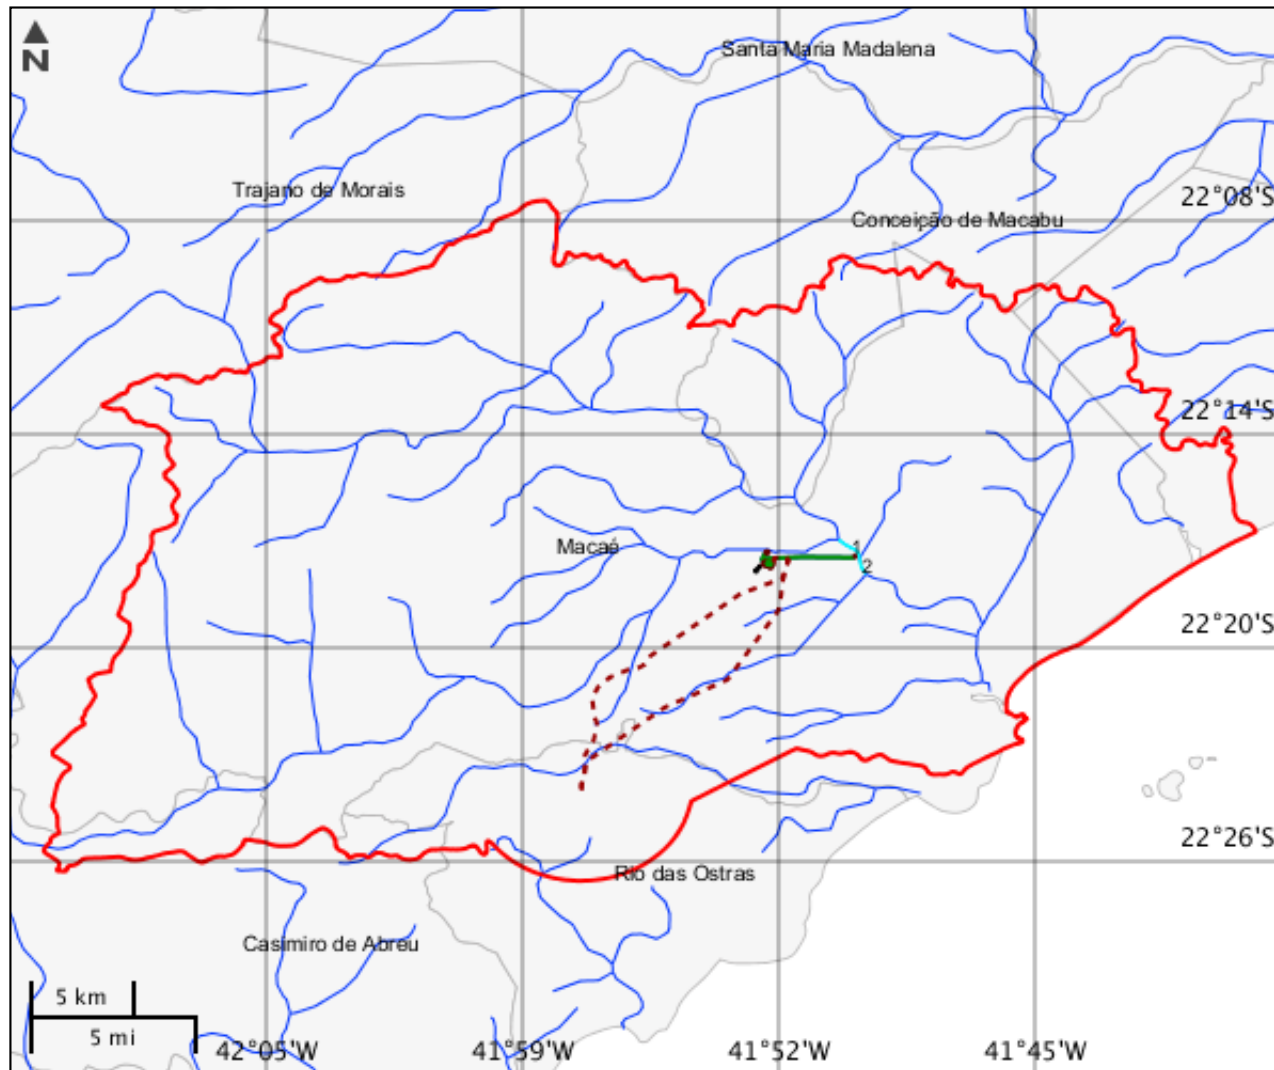 N
Santa Maria Madalena
Trajano de Morais
22°08'S
Conceição de Macabu
22°14'S
Macaé
1
2
22°20'S
22°26'S
Rio das Ostras
Casimiro de Abreu
5 km
5 mi
42°05'W
41°59'W
41°52'W
41°45'W